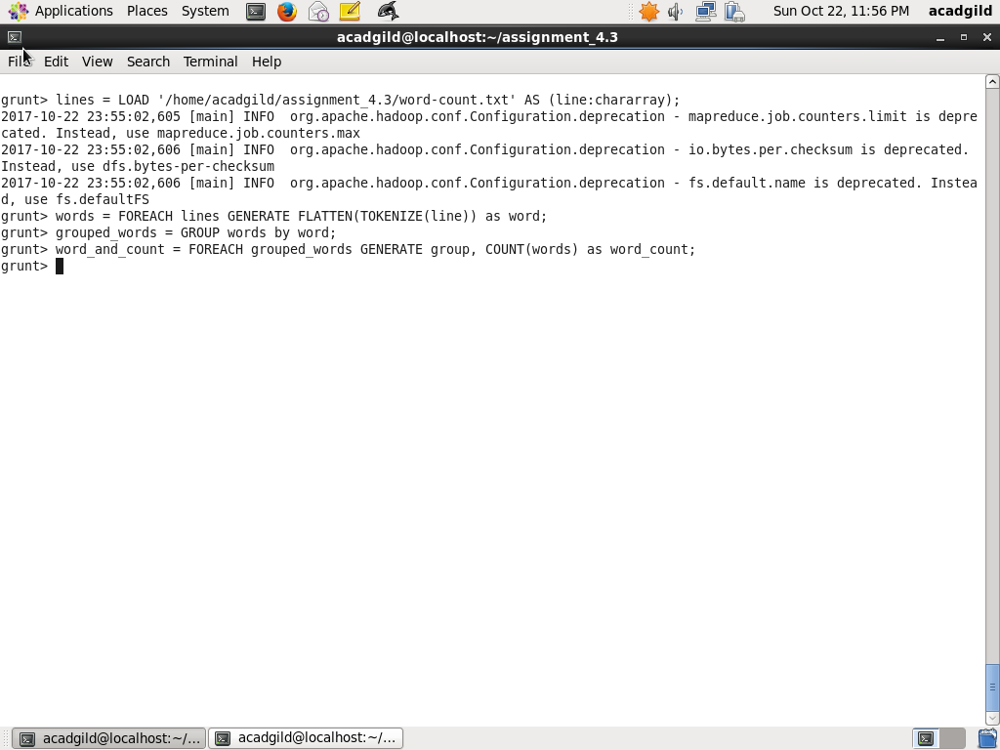 Applications Places System Sun Oct 22, 11:56 PM acadgild
acadgild@localhost:~/assignment_4.3
File Edit View Search Terminal Help
grunt> lines = LOAD '/home/acadgild/assignment_4.3/word-count.txt' AS (line:chararray);
2017-10-22 23:55:02,605 [main] INFO  org.apache.hadoop.conf.Configuration.deprecation - mapreduce.job.counters.limit is depre
cated. Instead, use mapreduce.job.counters.max
2017-10-22 23:55:02,606 [main] INFO  org.apache.hadoop.conf.Configuration.deprecation - io.bytes.per.checksum is deprecated.
Instead, use dfs.bytes-per-checksum
2017-10-22 23:55:02,606 [main] INFO  org.apache.hadoop.conf.Configuration.deprecation - fs.default.name is deprecated. Instea
d, use fs.defaultFS
grunt> words = FOREACH lines GENERATE FLATTEN(TOKENIZE(line)) as word;
grunt> grouped_words = GROUP words by word;
grunt> word_and_count = FOREACH grouped_words GENERATE group, COUNT(words) as word_count;
grunt>
acadgild@localhost:~/... acadgild@localhost:~/...